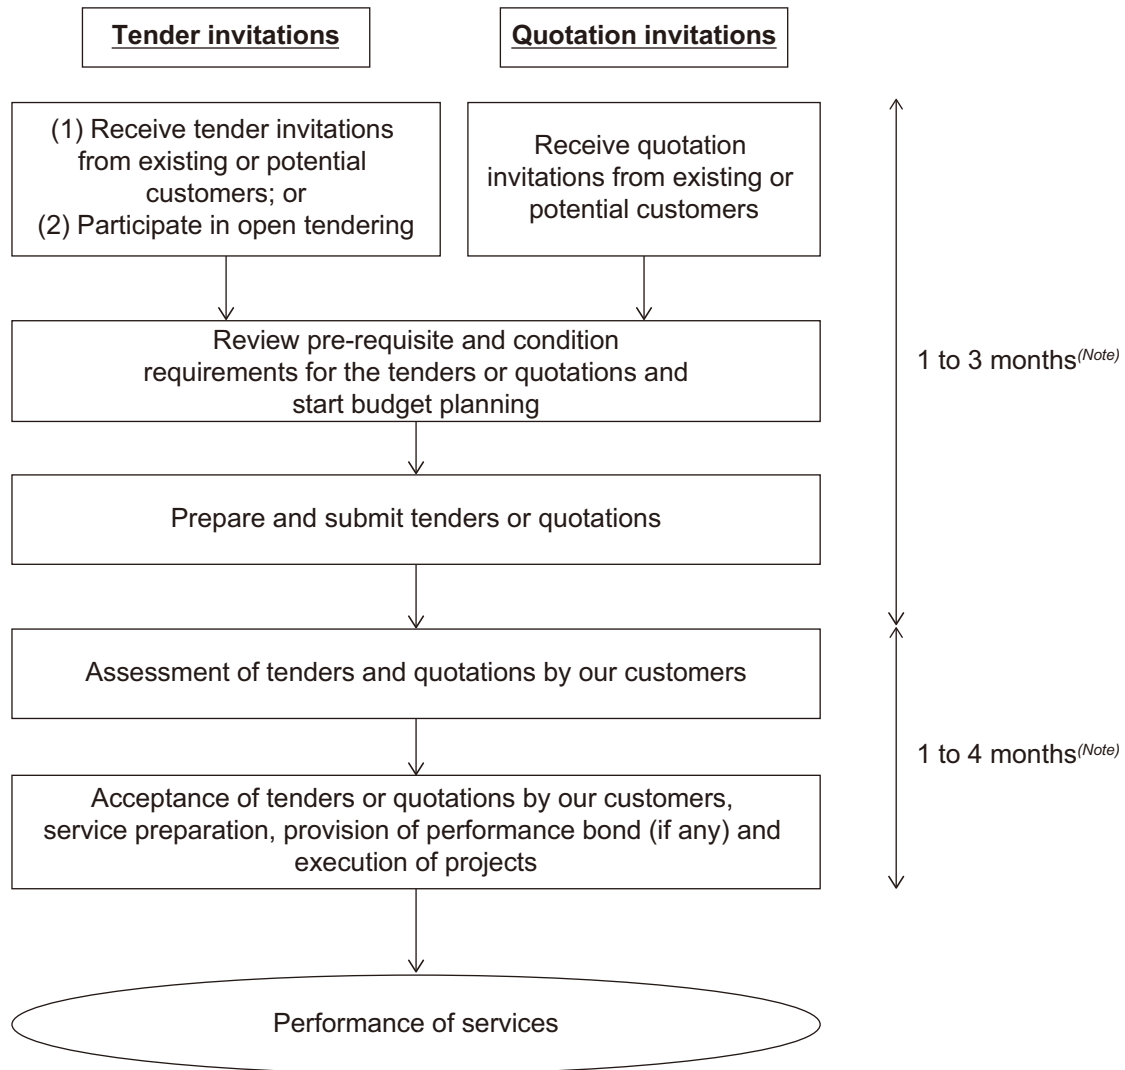 Tender invitations
Quotation invitations
(1) Receive tender invitations
from existing or potential
customers; or
(2) Participate in open tendering
Receive quotation
invitations from existing or
potential customers
Review pre-requisite and condition
requirements for the tenders or quotations and
start budget planning
1 to 3 months(Note)
Prepare and submit tenders or quotations
Assessment of tenders and quotations by our customers
1 to 4 months(Note)
Acceptance of tenders or quotations by our customers,
service preparation, provision of performance bond (if any) and
execution of projects
Performance of services